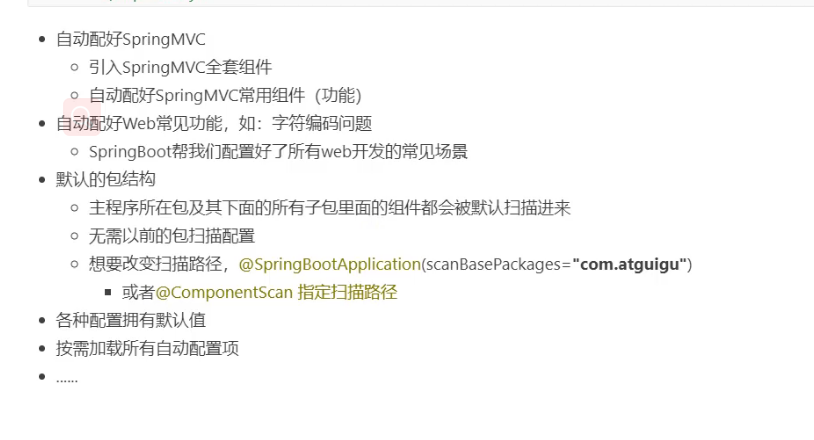 自动配好SpringMVC
引入SpringMVC全套组件
自动配好SpringMVC常用组件（功能）
自动配好Web常见功能，如：字符编码问题
SpringBoot帮我们配置好了所有web开发的常见场景
默认的包结构
主程序所在包及其下面的所有子包里面的组件都会被默认扫描进来
无需以前的包扫描配置
想要改变扫描路径，@SpringBootApplication(scanBasePackages="com.atguigu")
或者@ComponentScan 指定扫描路径
各种配置拥有默认值
按需加载所有自动配置项
......